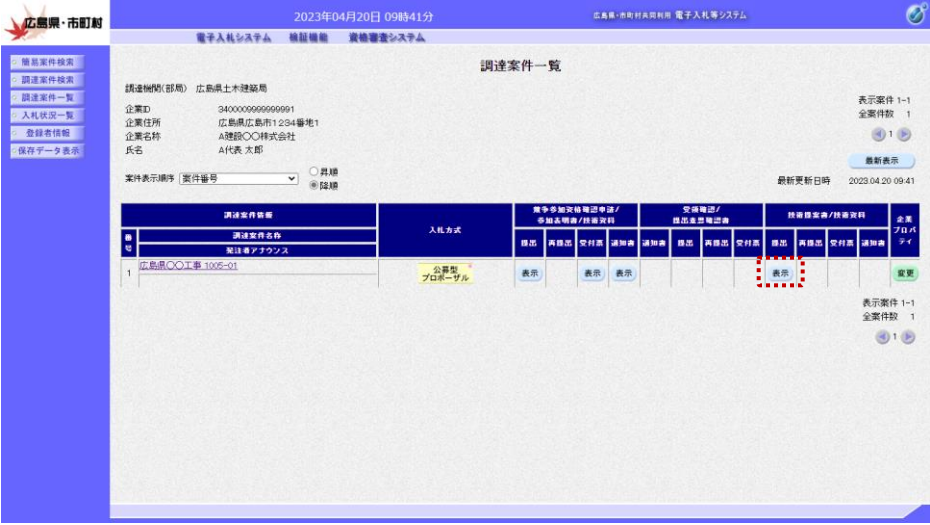 広島県・市町村
2023年04月20日 09時41分
広島県・市町村共同利用 電子入札等システム
電子入札システム 検証機能 資格審査システム
簡易案件検索
調達案件検索
調達案件一覧
入札状況一覧
登録者情報
保存データ表示
調達案件一覧
調達機関(部局) 広島県土木建築局
企業ID 3400009999999991
企業住所 広島県広島市1234番地1
企業名称 A建設〇〇株式会社
氏名 A代表 太郎
案件表示順序 案件番号
昇順
降順
表示案件 1-1
全案件数 1
1
最新表示
最新更新日時 2023.04.20 09:41
調達案件情報
番号
調達案件名称
発注者アナウンス
入札方式
競争参加資格確認申請/
参加表明書/技術資料
提出 再提出 受付票 通知書
受領確認/
提出意思確認書
通知書 提出 再提出 受付票
技術提案書/技術資料
提出 再提出 受付票 通知書
企業
プロパ
ティ
1
広島県〇〇工事 1005-01
公募型
プロポーザル
表示 表示 表示 表示 変更
表示案件 1-1
全案件数 1
1